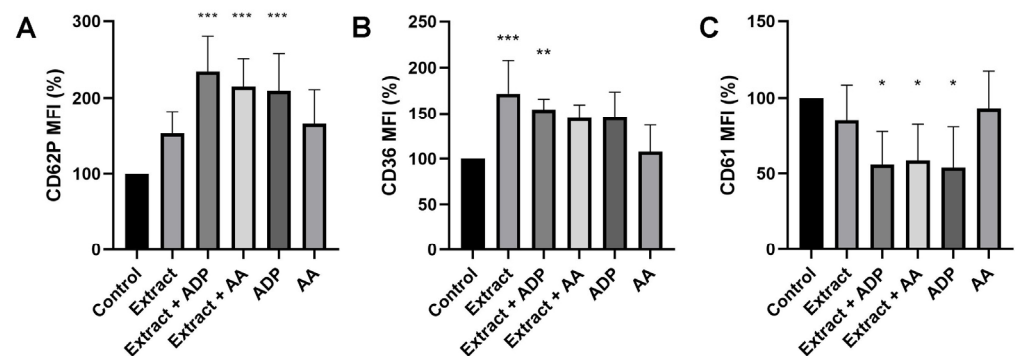 A
CD62P MFI (%)
300
200
100
0
*** *** ***
Control
Extract
Extract + ADP
Extract + AA
ADP
AA
B
CD36 MFI (%)
250
200
150
100
50
0
*** **
Control
Extract
Extract + ADP
Extract + AA
ADP
AA
C
CD61 MFI (%)
150
100
50
0
* * *
Control
Extract
Extract + ADP
Extract + AA
ADP
AA